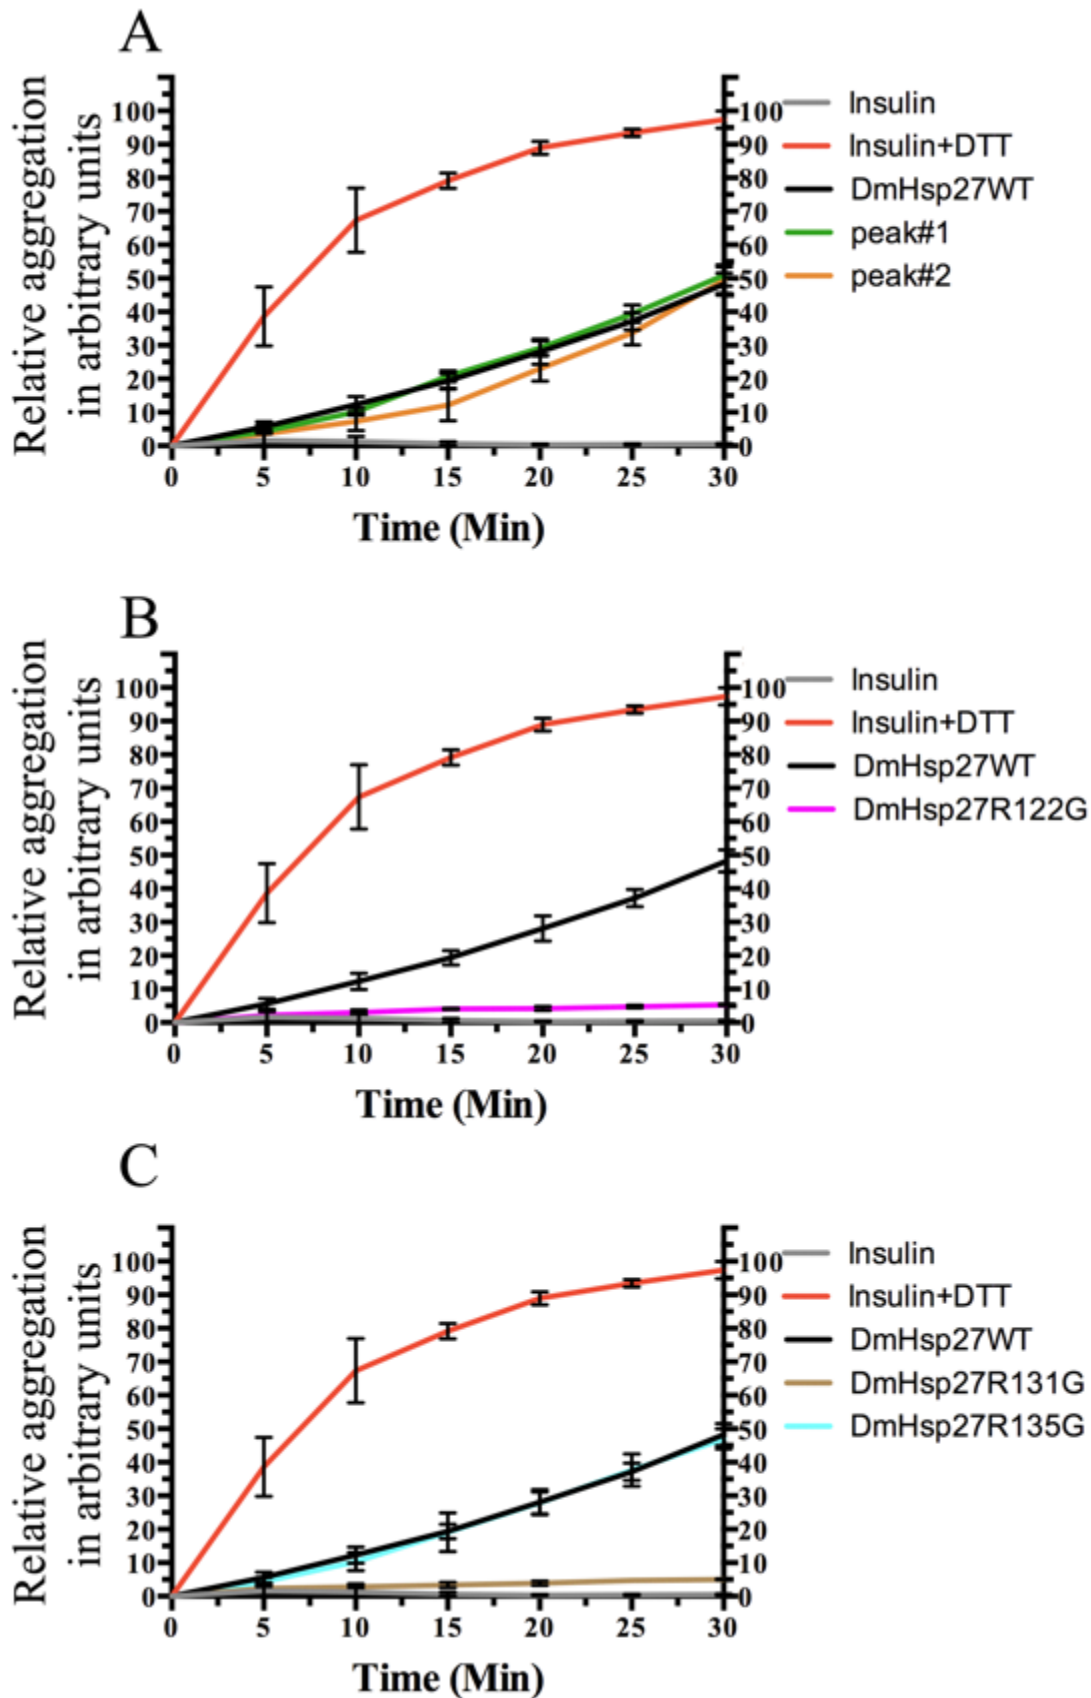 A
Relative aggregation
in arbitrary units
100
90
80
70
60
50
40
30
20
10
0
100
90
80
70
60
50
40
30
20
10
0
0 5 10 15 20 25 30
Time (Min)
Insulin
Insulin+DTT
DmHsp27WT
peak#1
peak#2
B
Relative aggregation
in arbitrary units
100
90
80
70
60
50
40
30
20
10
0
100
90
80
70
60
50
40
30
20
10
0
0 5 10 15 20 25 30
Time (Min)
Insulin
Insulin+DTT
DmHsp27WT
DmHsp27R122G
C
Relative aggregation
in arbitrary units
100
90
80
70
60
50
40
30
20
10
0
100
90
80
70
60
50
40
30
20
10
0
0 5 10 15 20 25 30
Time (Min)
Insulin
Insulin+DTT
DmHsp27WT
DmHsp27R131G
DmHsp27R135G